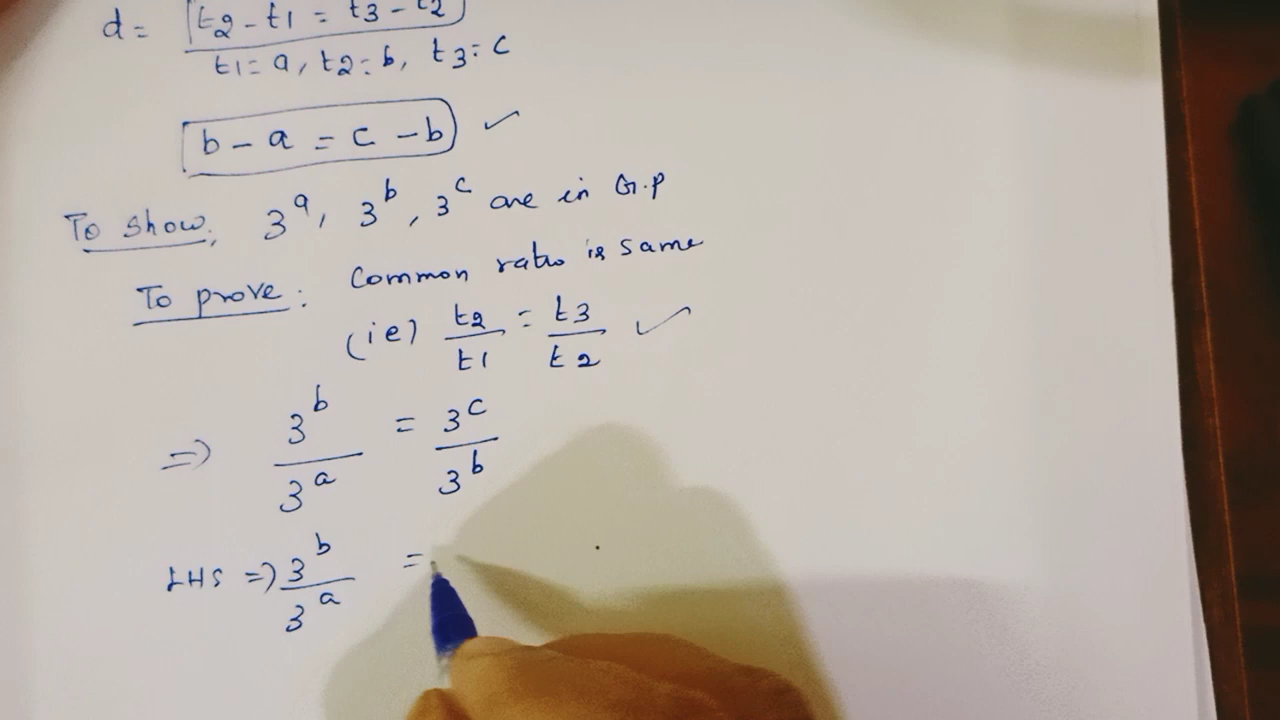 d = t2 - t1 = t3 - t2
t1 = a, t2 = b, t3 = c
b - a = c - b ✓
To show; 3^a, 3^b, 3^c are in G.P
To prove: Common ratio is same
(ie) t2/t1 = t3/t2 ✓
=> 3^b/3^a = 3^c/3^b
LHS => 3^b/3^a =